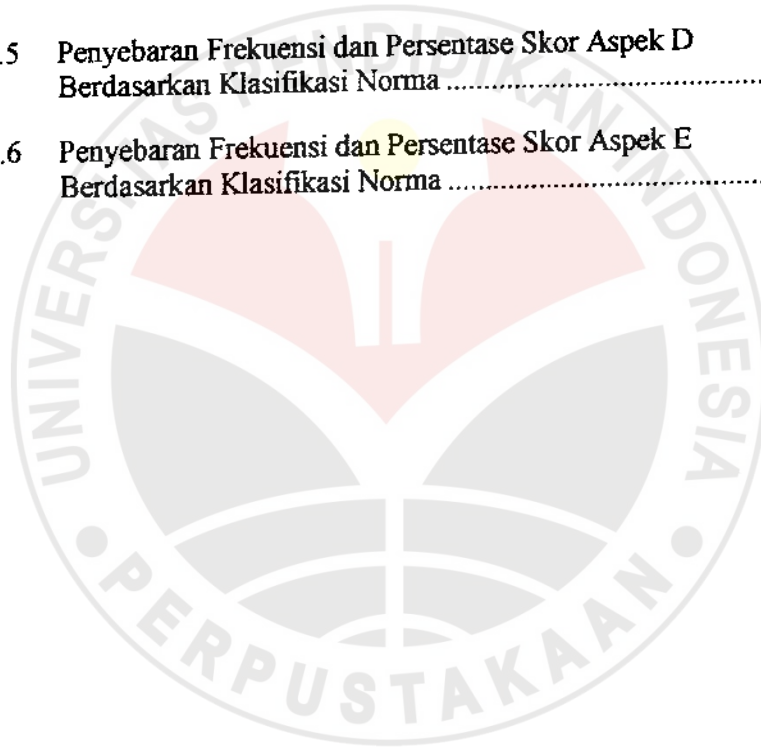 .5 Penyebaran Frekuensi dan Persentase Skor Aspek D
Berdasarkan Klasifikasi Norma ......................................
.6 Penyebaran Frekuensi dan Persentase Skor Aspek E
Berdasarkan Klasifikasi Norma ......................................
UNIVERSITAS PENDIDIKAN INDONESIA
PERPUSTAKAAN